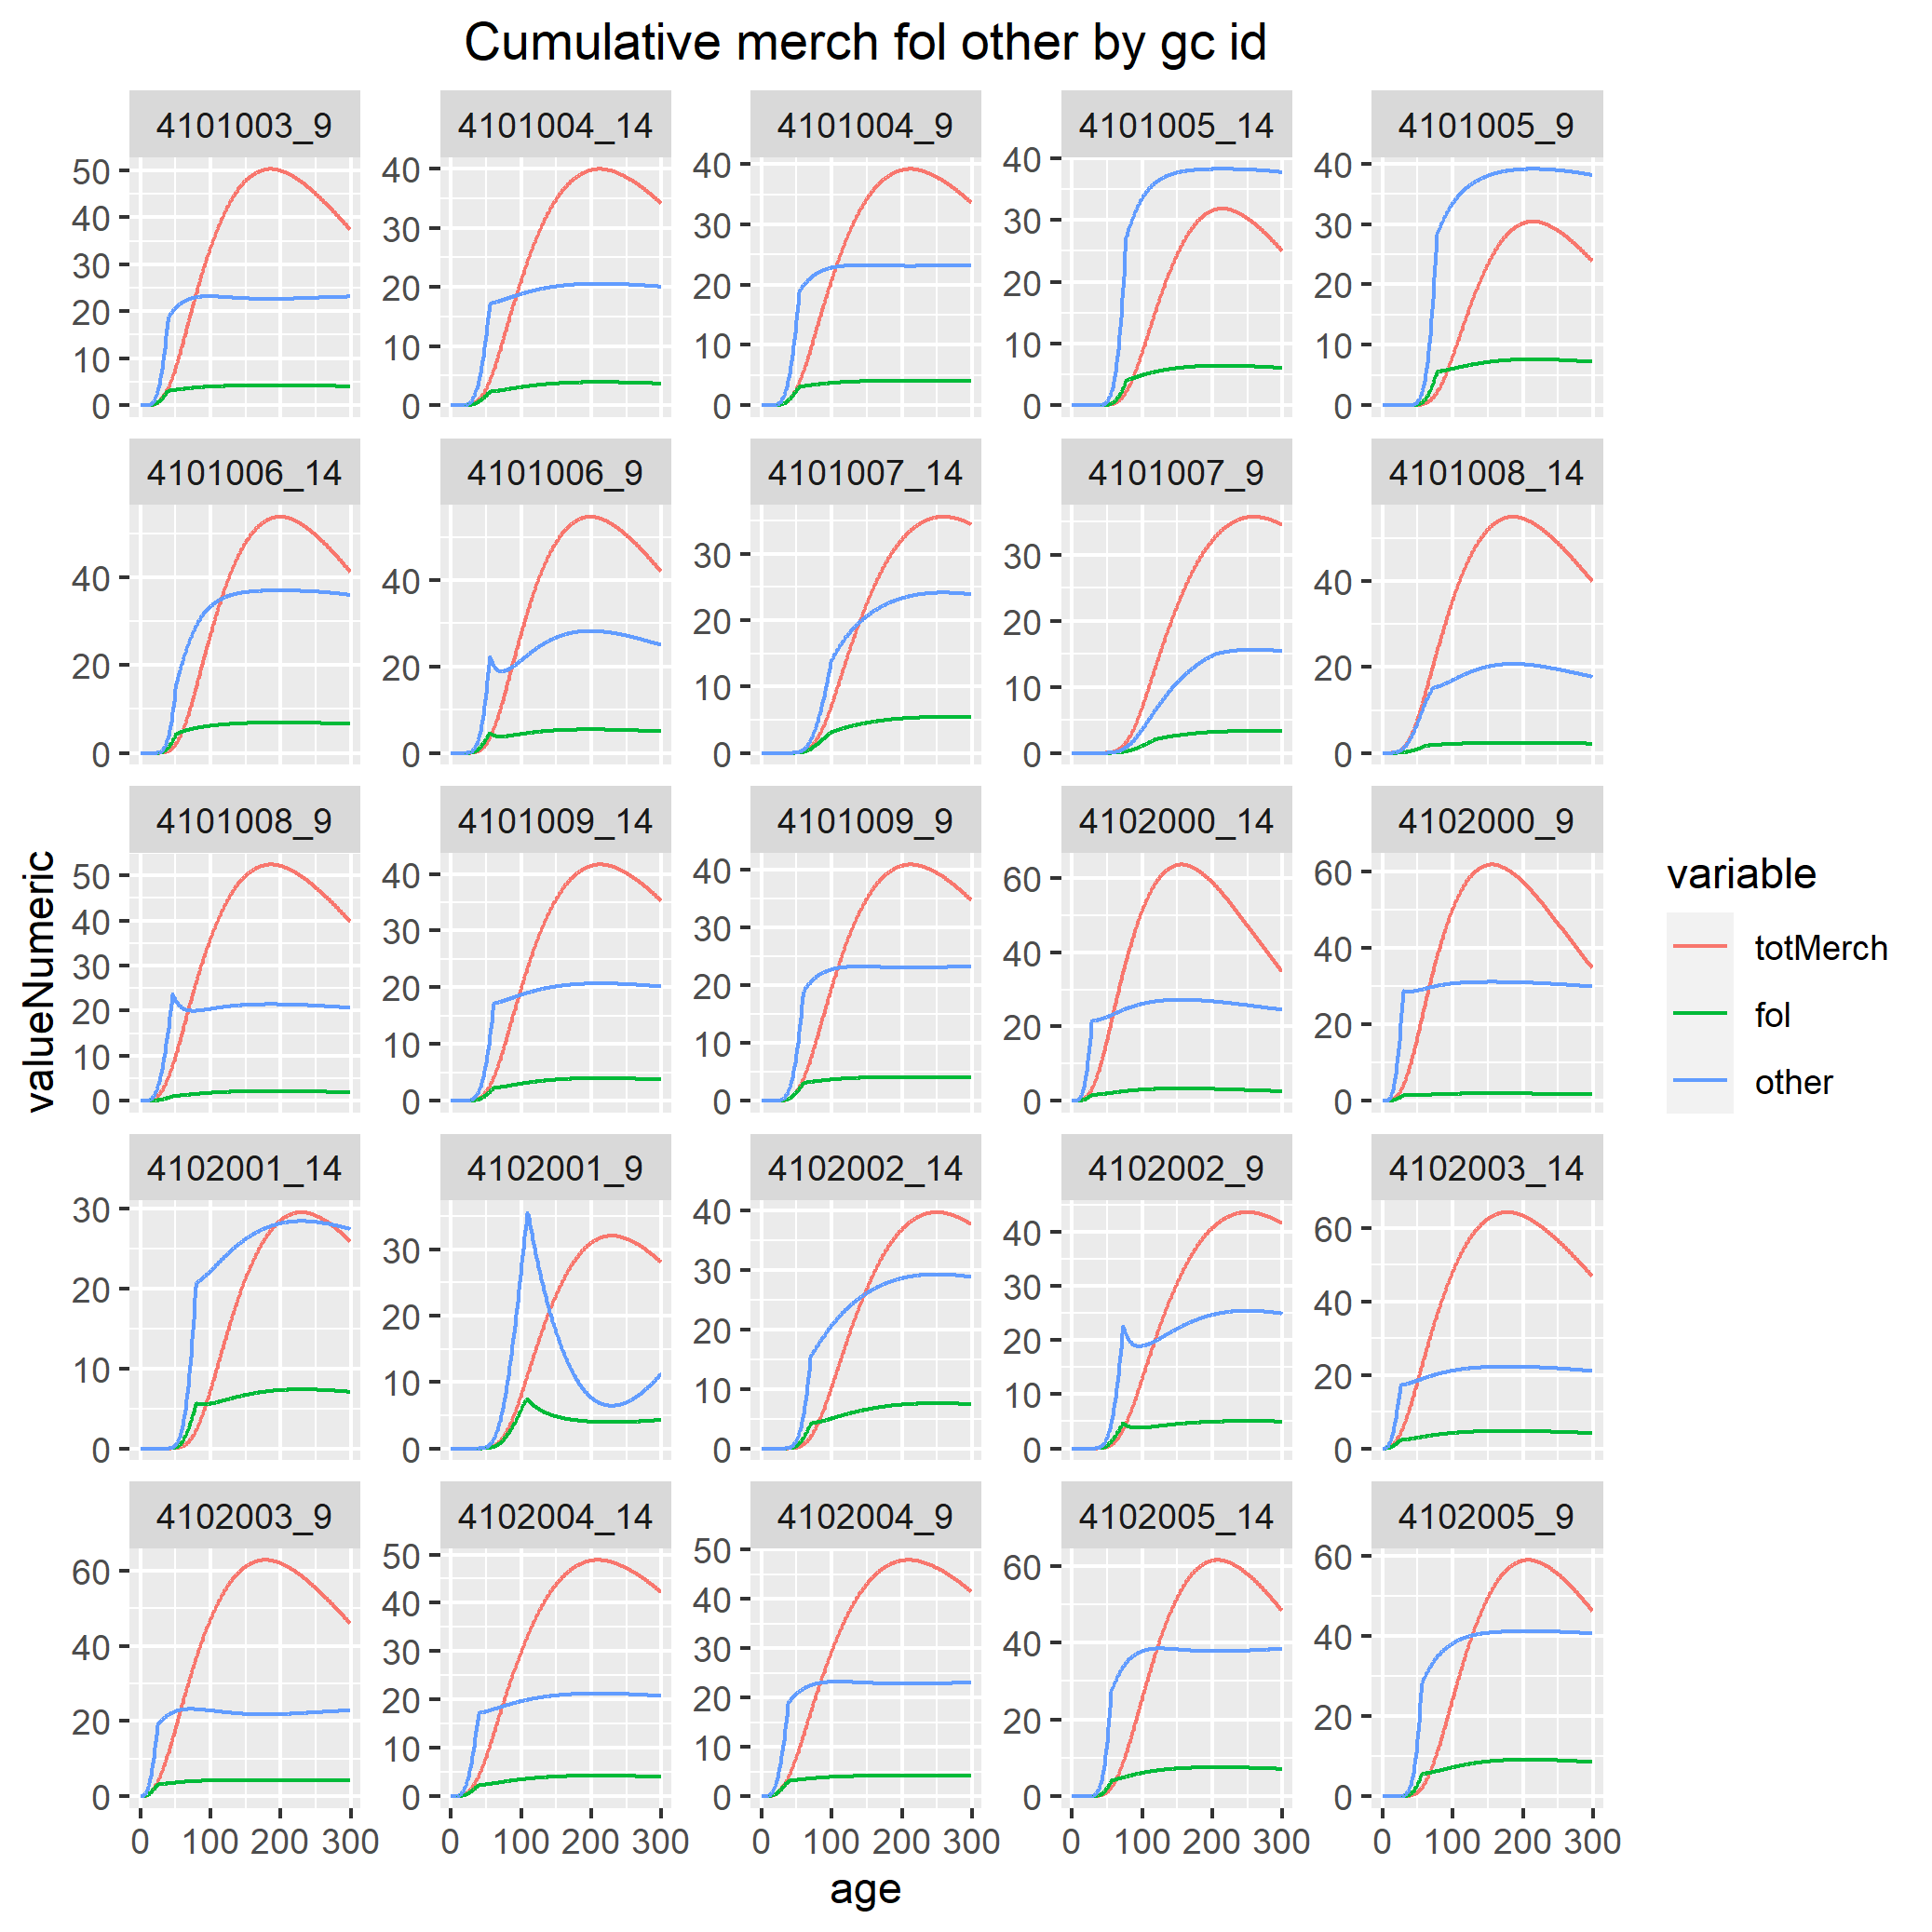 Cumulative merch fol other by gc id
4101003_9 4101004_14 4101004_9 4101005_14 4101005_9
50 40 30 20 10 0
40 30 20 10 0
40 30 20 10 0
40 30 20 10 0
40 30 20 10 0
4101006_14 4101006_9 4101007_14 4101007_9 4101008_14
40 20 0
40 20 0
30 20 10 0
30 20 10 0
40 20 0
4101008_9 4101009_14 4101009_9 4102000_14 4102000_9
50 40 30 20 10 0
40 30 20 10 0
40 30 20 10 0
60 40 20 0
60 40 20 0
4102001_14 4102001_9 4102002_14 4102002_9 4102003_14
30 20 10 0
30 20 10 0
40 30 20 10 0
40 30 20 10 0
60 40 20 0
4102003_9 4102004_14 4102004_9 4102005_14 4102005_9
60 40 20 0
50 40 30 20 10 0
50 40 30 20 10 0
60 40 20 0
60 40 20 0
0 100 200 300 0 100 200 300 0 100 200 300 0 100 200 300 0 100 200 300
age
valueNumeric
variable
totMerch
fol
other